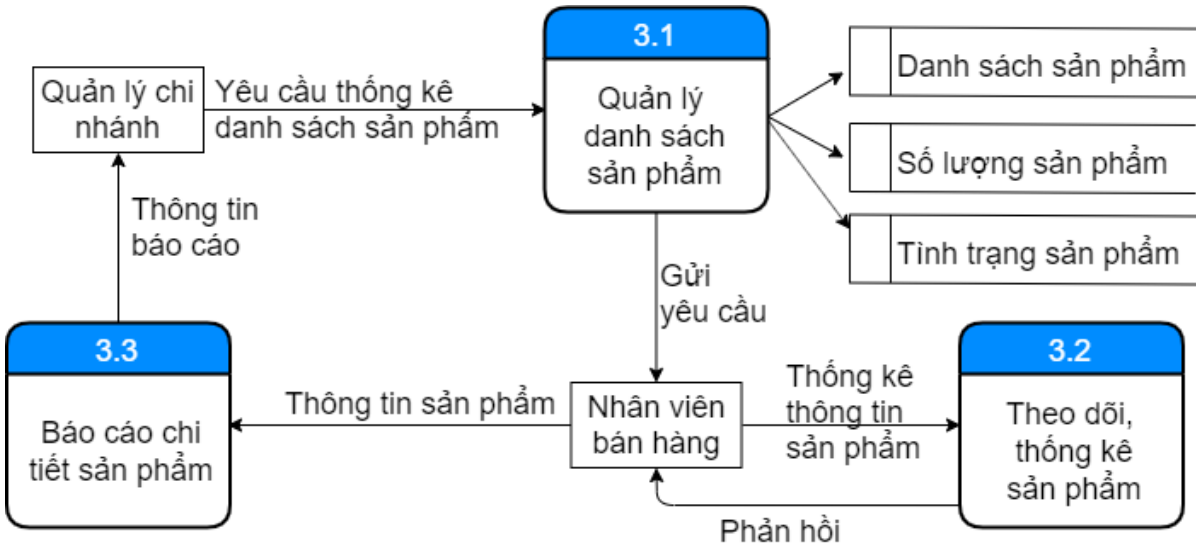 3.1
Quản lý
danh sách
sản phẩm
Quản lý chi
nhánh
Yêu cầu thống kê
danh sách sản phẩm
Danh sách sản phẩm
Số lượng sản phẩm
Tình trạng sản phẩm
Thông tin
báo cáo
Gửi
yêu cầu
3.3
Báo cáo chi
tiết sản phẩm
Thông tin sản phẩm
Nhân viên
bán hàng
Thống kê
thông tin
sản phẩm
3.2
Theo dõi,
thống kê
sản phẩm
Phản hồi